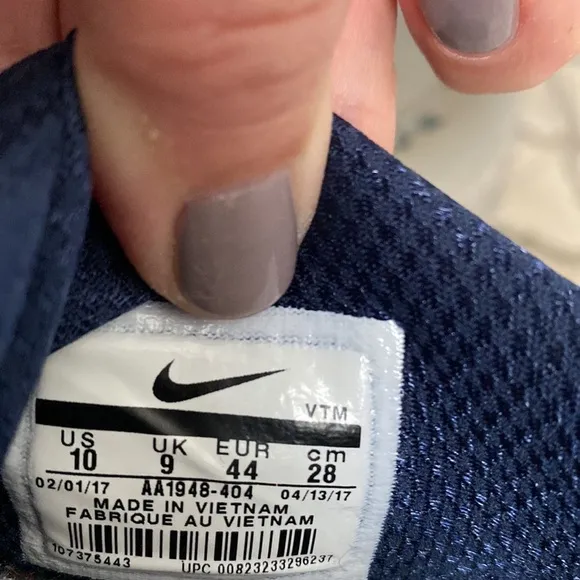 VTM
US UK EUR cm
10 9 44 28
02/01/17 AA1948-404 04/13/17
MADE IN VIETNAM
FABRIQUE AU VIETNAM
107375443
UPC 00823233296237